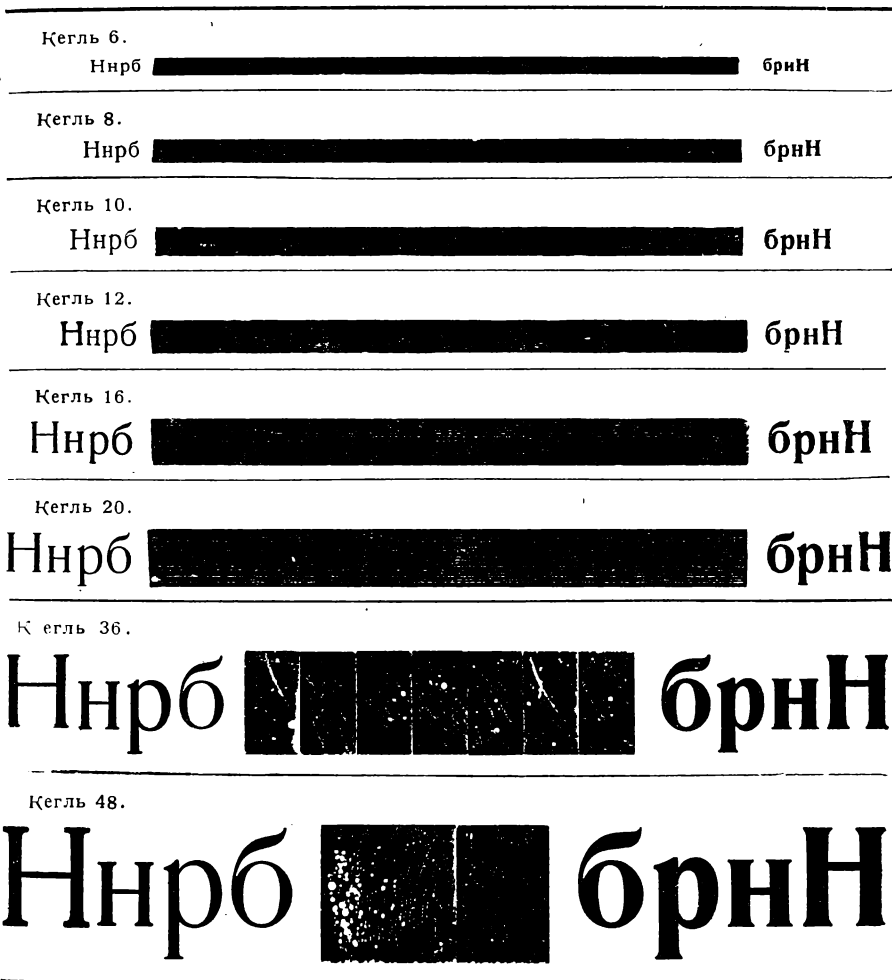 Кегль 6.
Ннрб брнН
Кегль 8.
Ннрб брнН
Кегль 10.
Ннрб брнН
Кегль 12.
Ннрб брнН
Кегль 16.
Ннрб брнН
Кегль 20.
Ннрб брнН
Кегль 36.
Ннрб брнН
Кегль 48.
Ннрб брнН